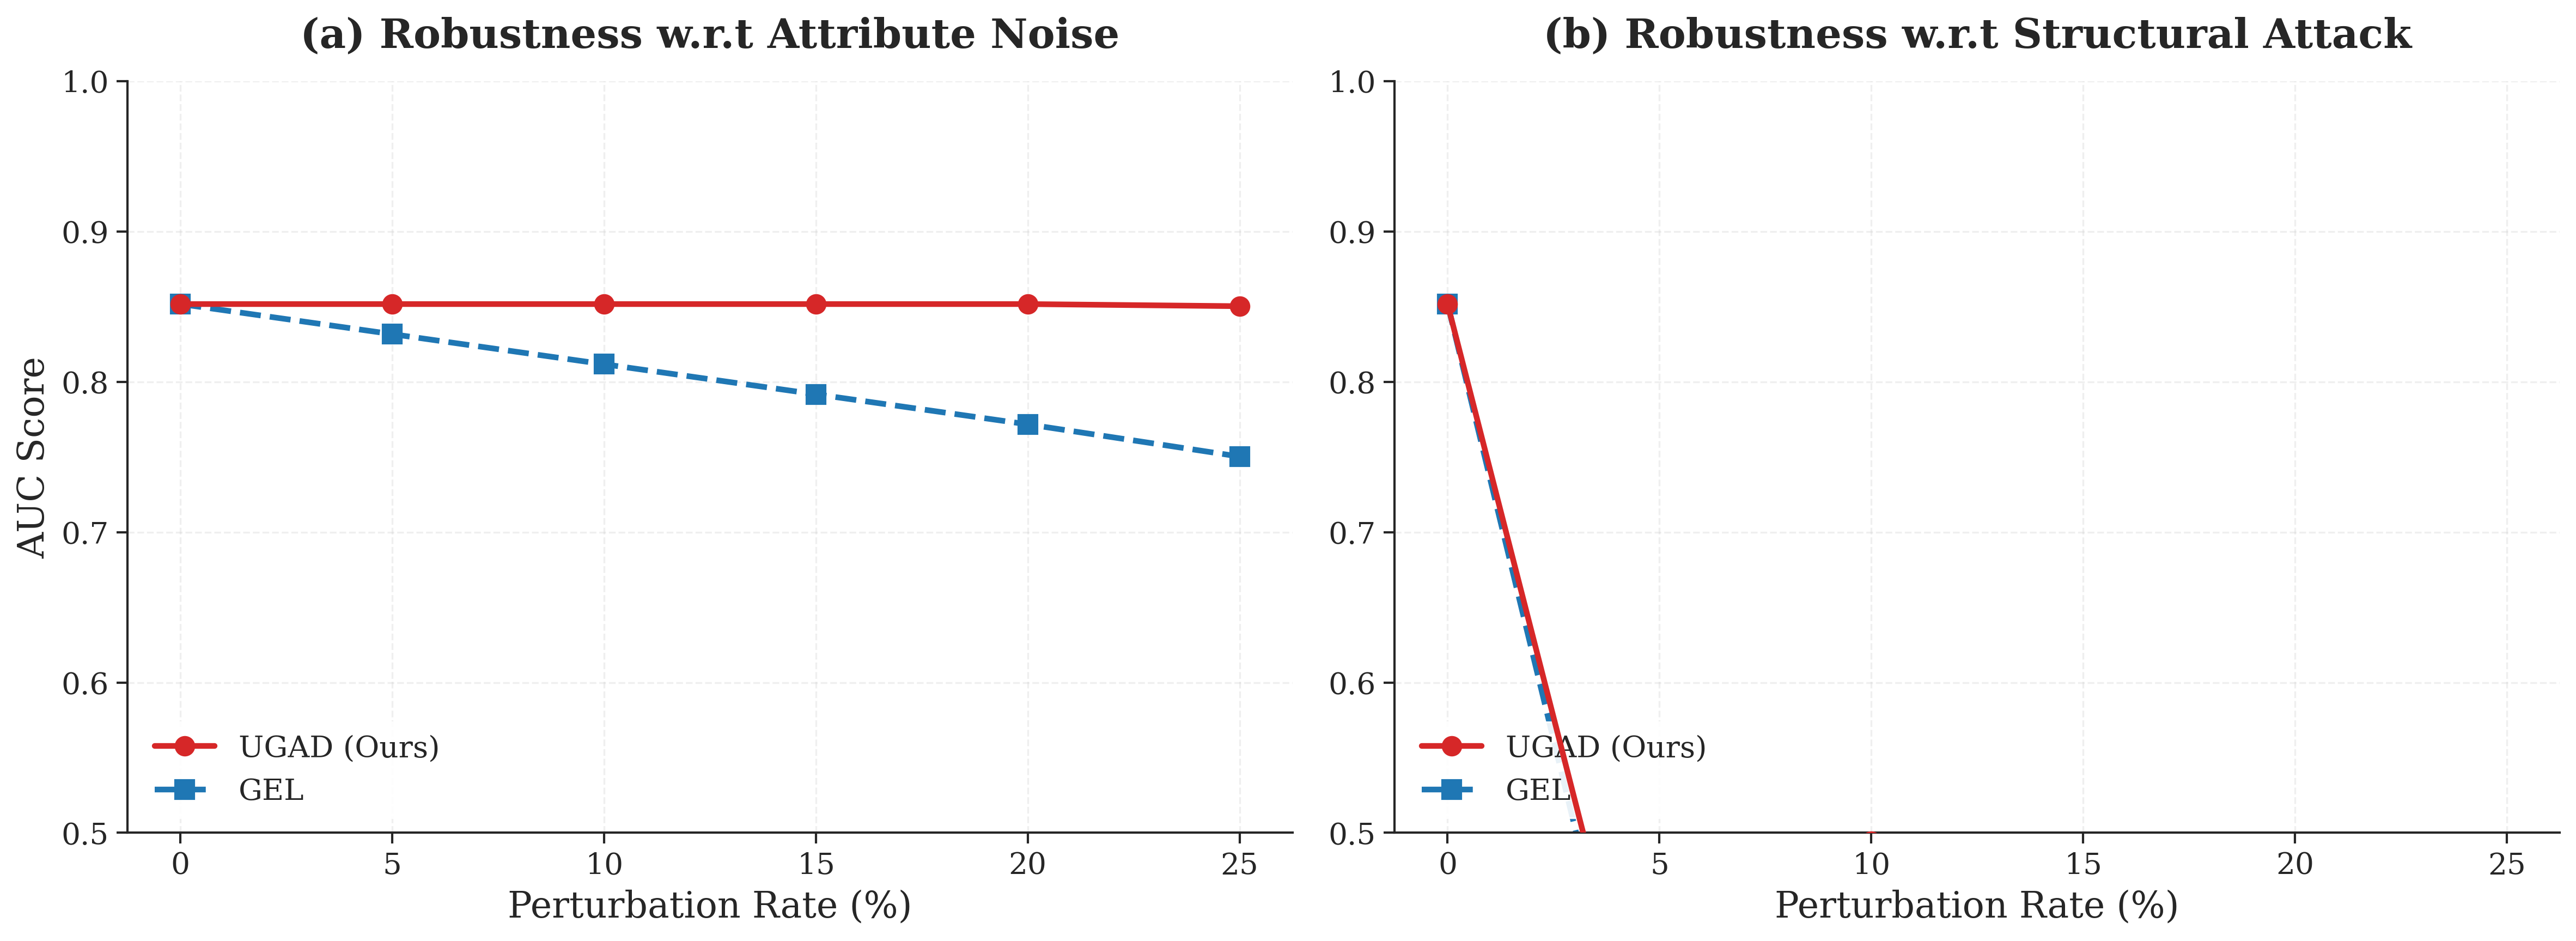 (a) Robustness w.r.t Attribute Noise
1.0
0.9
0.8
0.7
0.6
0.5
AUC Score
UGAD (Ours)
GEL
0 5 10 15 20 25
Perturbation Rate (%)
(b) Robustness w.r.t Structural Attack
1.0
0.9
0.8
0.7
0.6
0.5
UGAD (Ours)
GEL
0 5 10 15 20 25
Perturbation Rate (%)